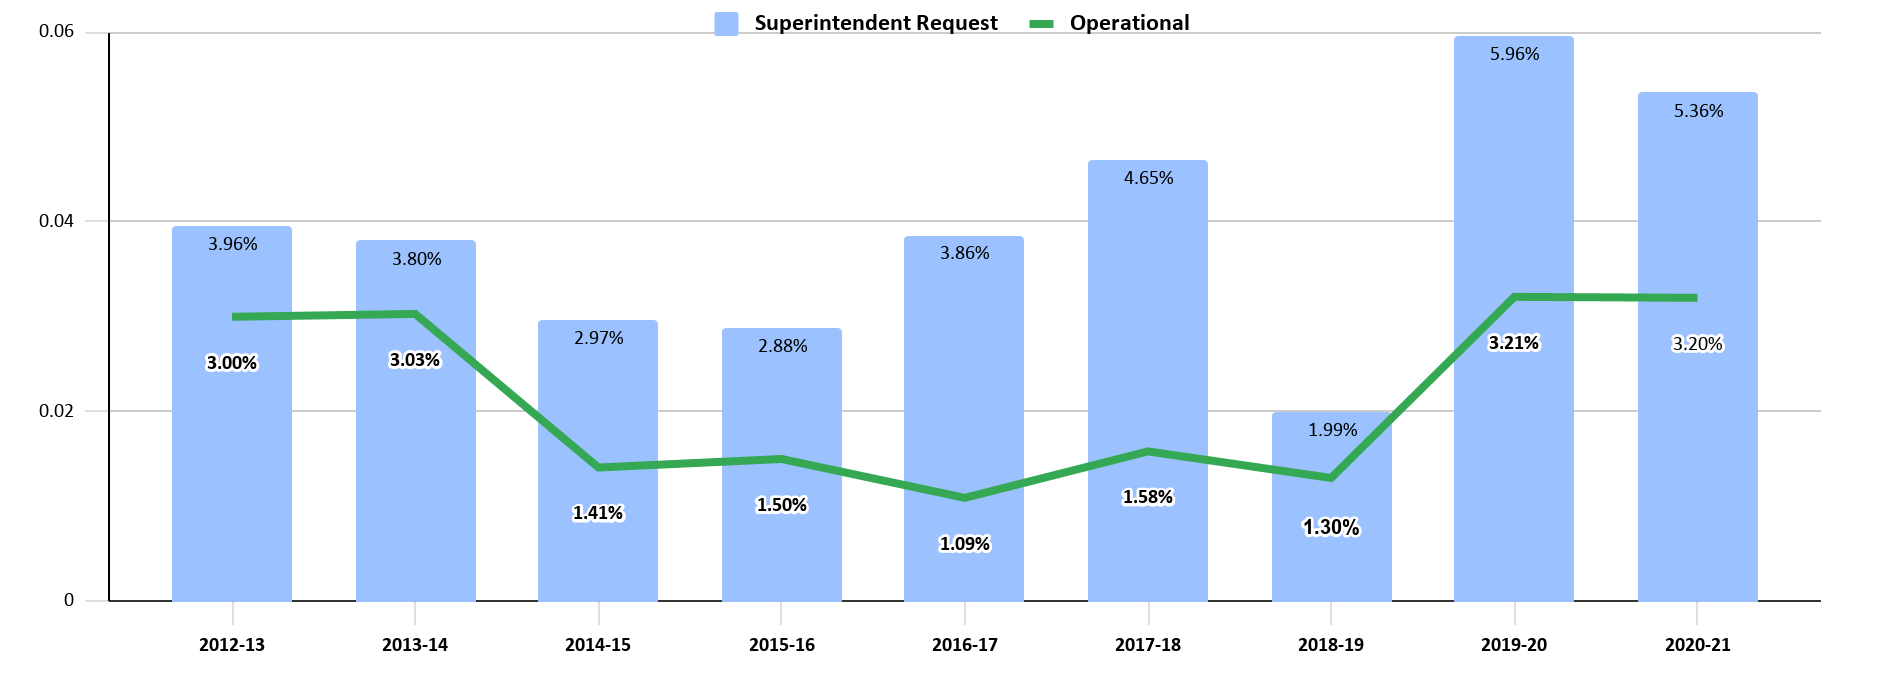 Superintendent Request Operational
0.06
0.04
0.02
0
3.96% 3.80% 2.97% 2.88% 3.86% 4.65% 1.99% 5.96% 5.36%
3.00% 3.03% 1.41% 1.50% 1.09% 1.58% 1.30% 3.21% 3.20%
2012-13 2013-14 2014-15 2015-16 2016-17 2017-18 2018-19 2019-20 2020-21